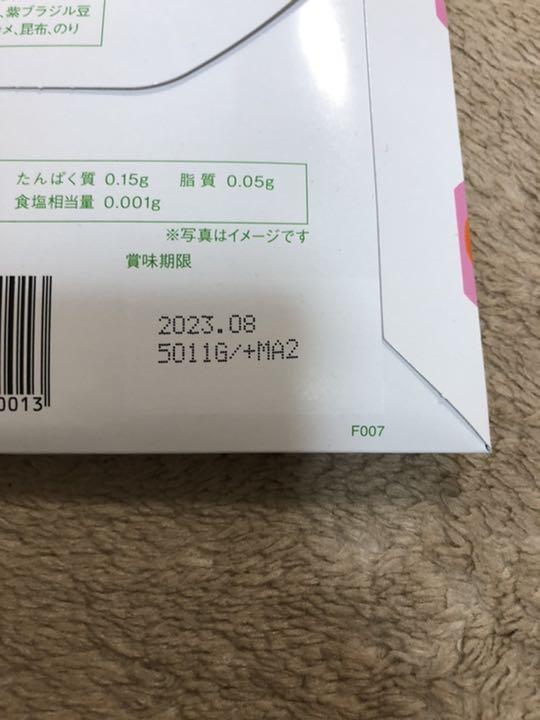 、紫ブラジル豆
メ、昆布、のり
たんぱく質 0.15g 脂質 0.05g
食塩相当量 0.001g
※写真はイメージです
賞味期限
2023.08
5011G/+MA2
0013
F007